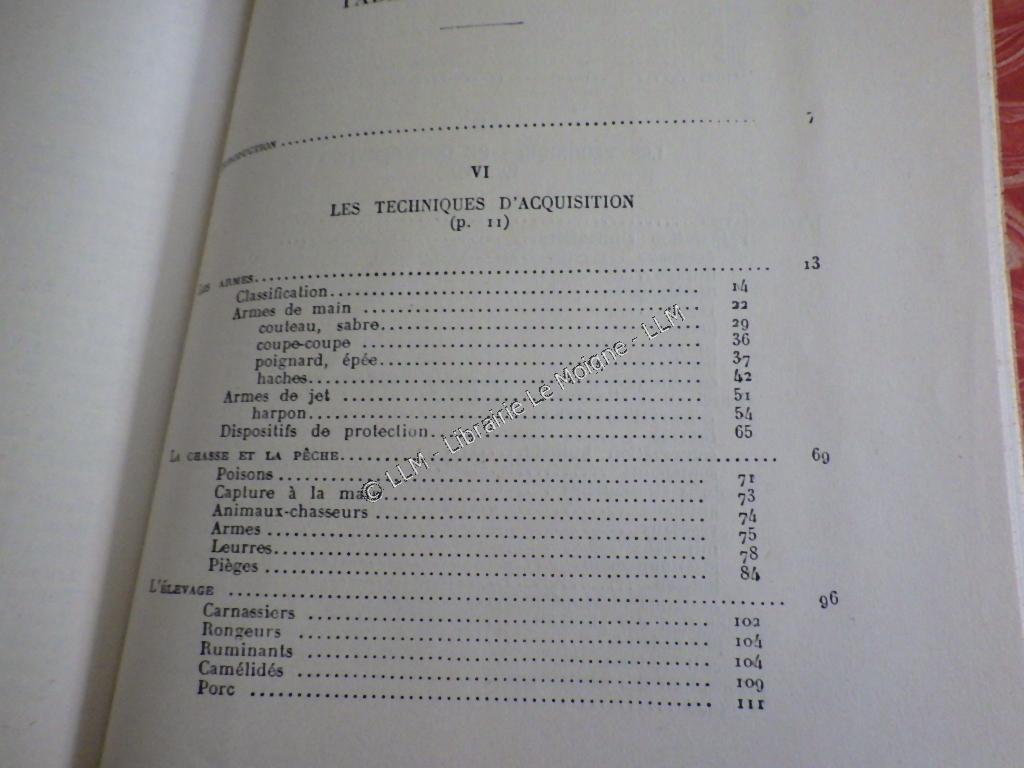 7
VI
LES TECHNIQUES D'ACQUISITION
(p. 11)
LES ARMES 13
Classification 14
Armes de main 22
couteau, sabre 29
coupe-coupe 36
poignard, épée 37
haches 42
Armes de jet 51
harpon 54
Dispositifs de protection 65
LA CHASSE ET LA PÊCHE 69
Poisons 71
Capture à la 73
Animaux-chasseurs 74
Armes 75
Leurres 78
Pièges 84
L'ÉLEVAGE 96
Carnassiers 102
Rongeurs 104
Ruminants 104
Camélidés 109
Porc 111
© LLM - Librairie Le Moigne - LLM